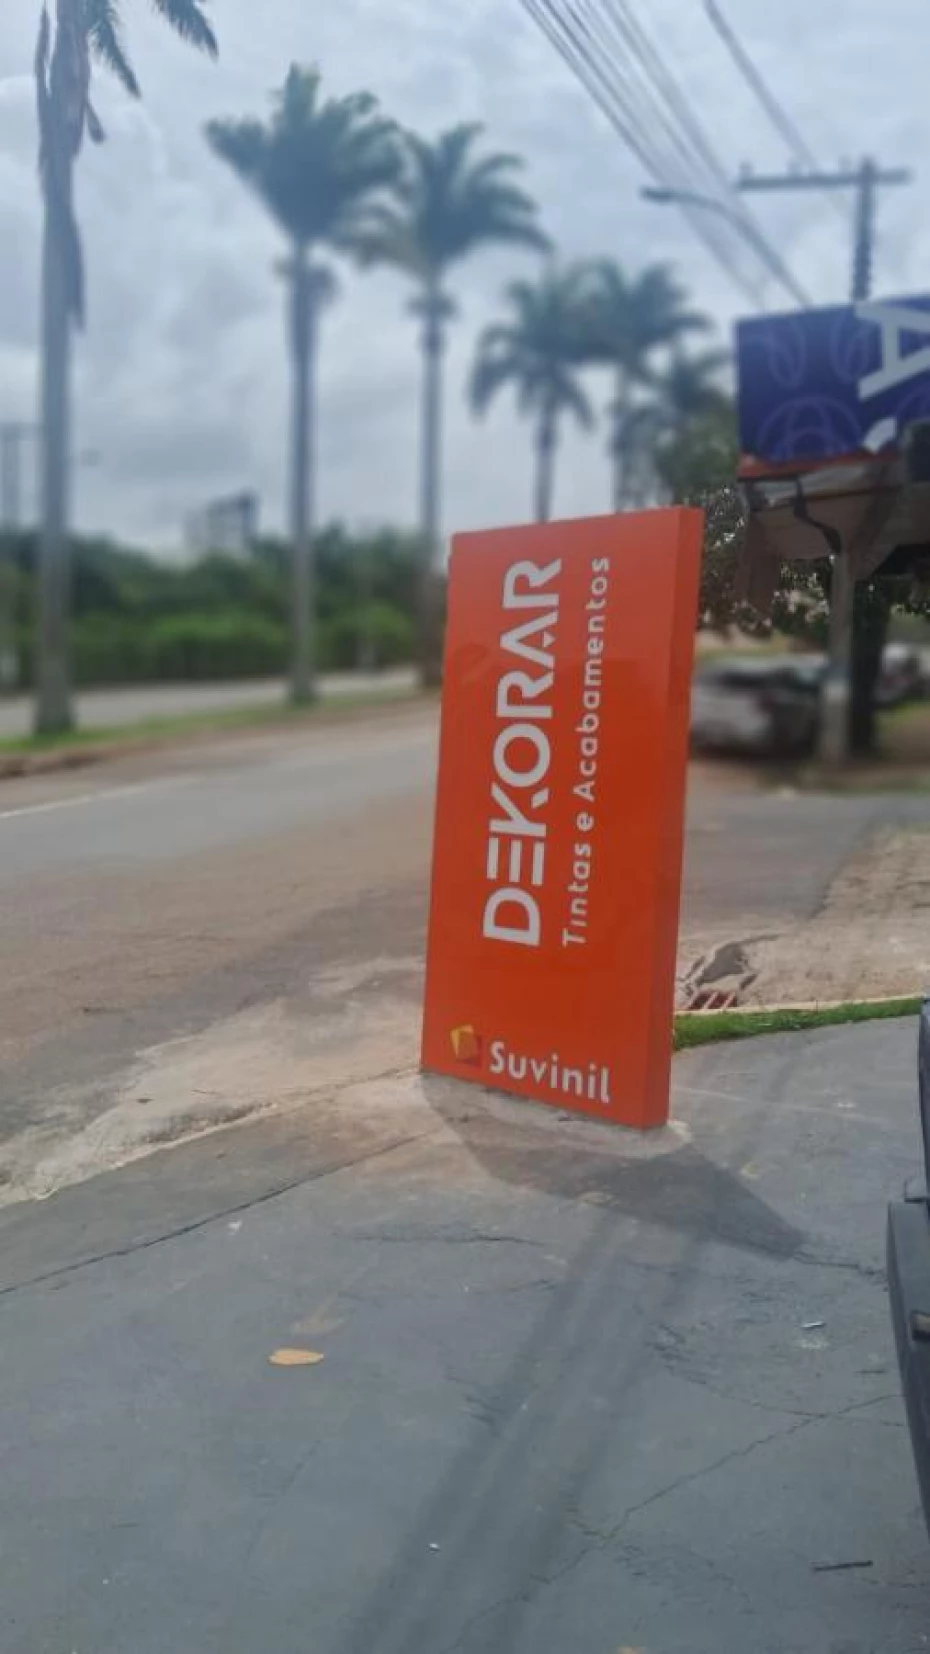 DEKORAR
Tintas e Acabamentos
Suvinil
A